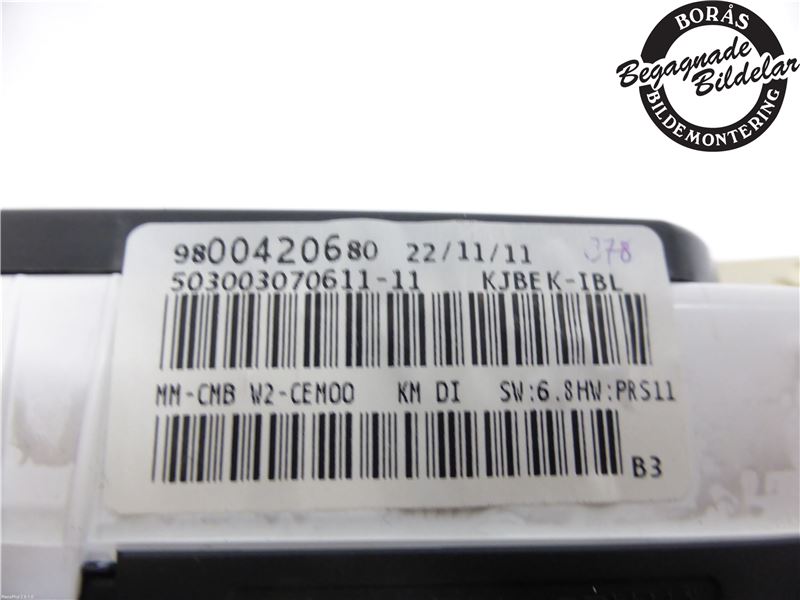 BORÅS
Begagnade
Bildelar
BILDEMONTERING
9800420680 22/11/11 378
503003070611-11 KJBEK-IBL
MM-CMB W2-CEM00 KM DI SW:6.8HW:PRS11
B3